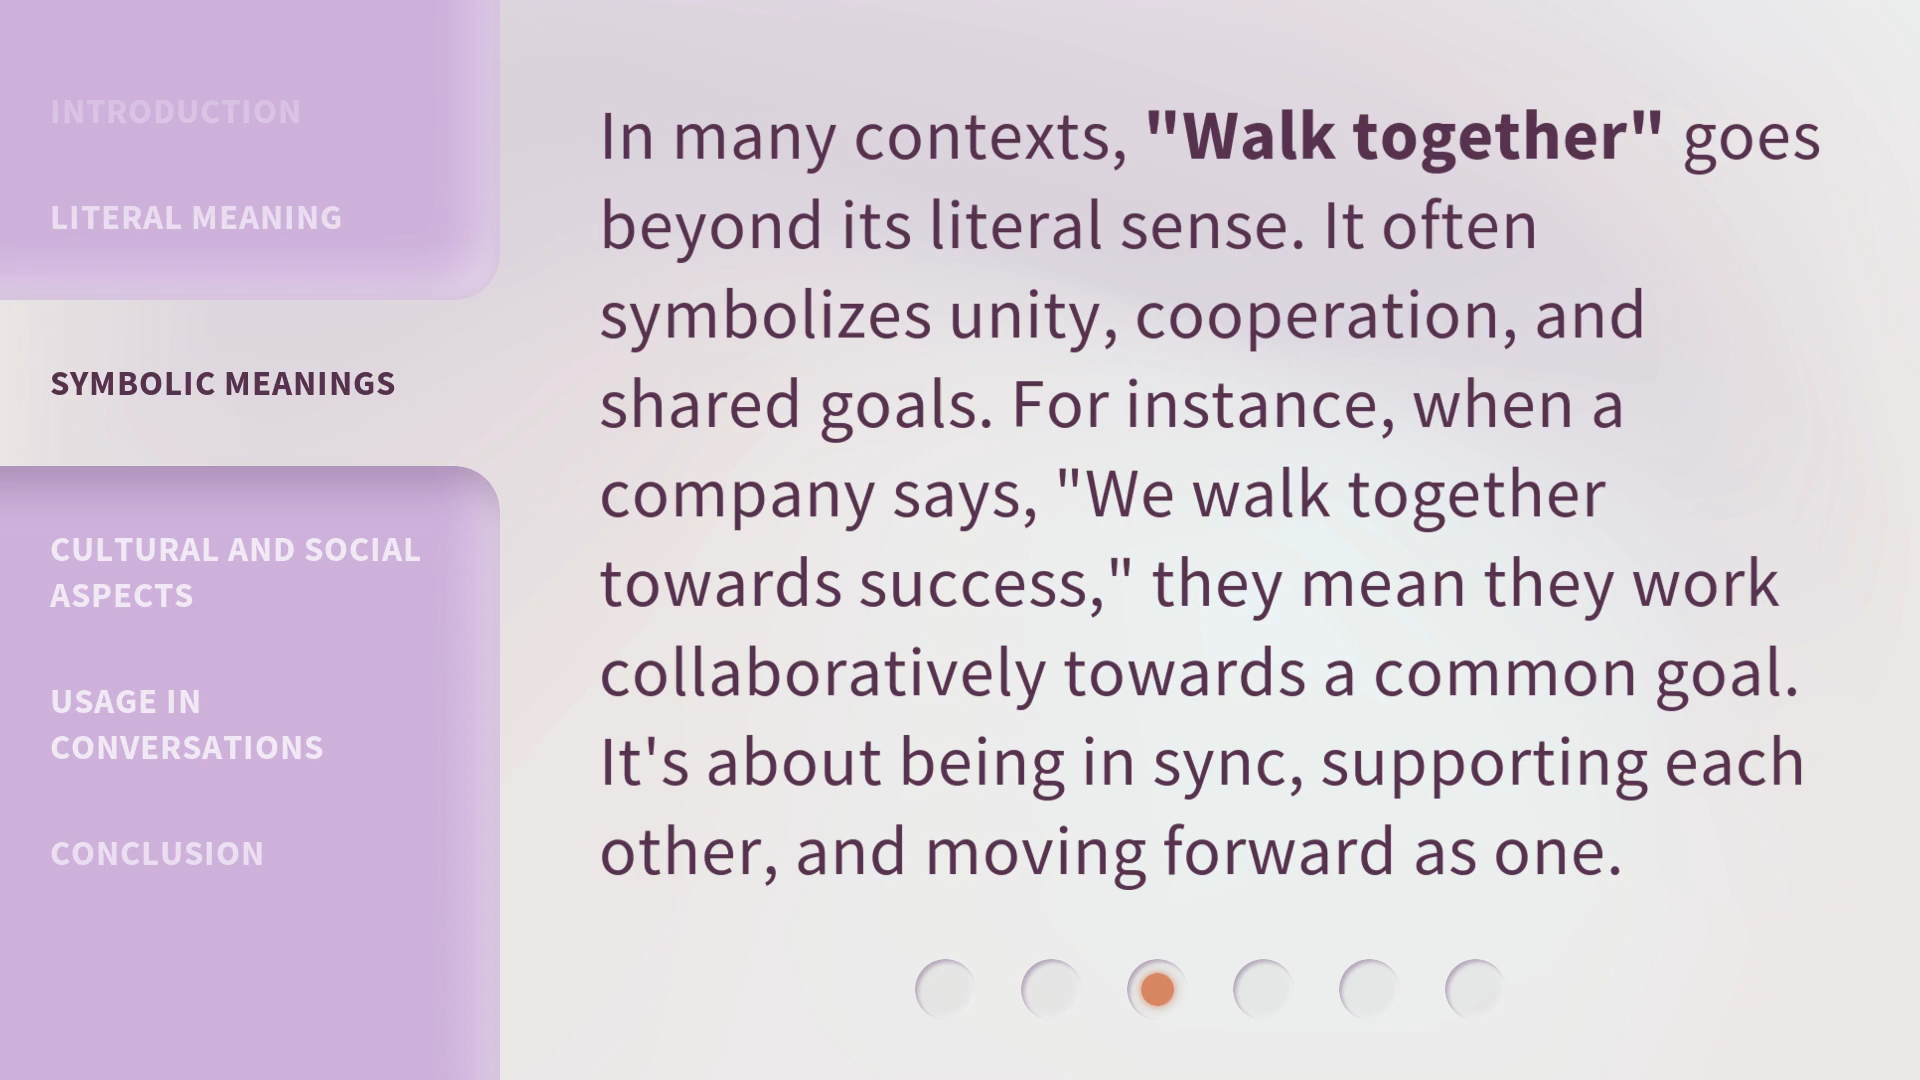 INTRODUCTION
LITERAL MEANING
SYMBOLIC MEANINGS
CULTURAL AND SOCIAL
ASPECTS
USAGE IN
CONVERSATIONS
CONCLUSION
In many contexts, "Walk together" goes
beyond its literal sense. It often
symbolizes unity, cooperation, and
shared goals. For instance, when a
company says, "We walk together
towards success," they mean they work
collaboratively towards a common goal.
It's about being in sync, supporting each
other, and moving forward as one.